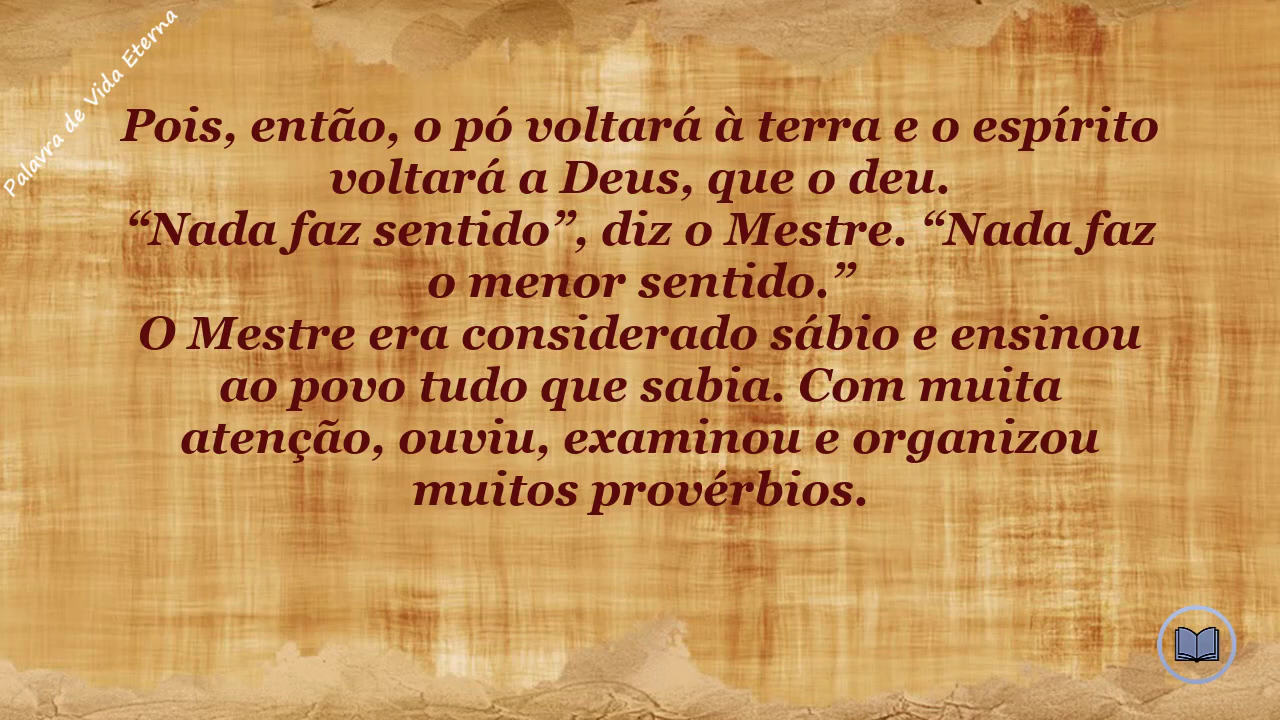 Palavra de Vida Eterna
Pois, então, o pó voltará à terra e o espírito
voltará a Deus, que o deu.
“Nada faz sentido”, diz o Mestre. “Nada faz
o menor sentido.”
O Mestre era considerado sábio e ensinou
ao povo tudo que sabia. Com muita
atenção, ouviu, examinou e organizou
muitos provérbios.